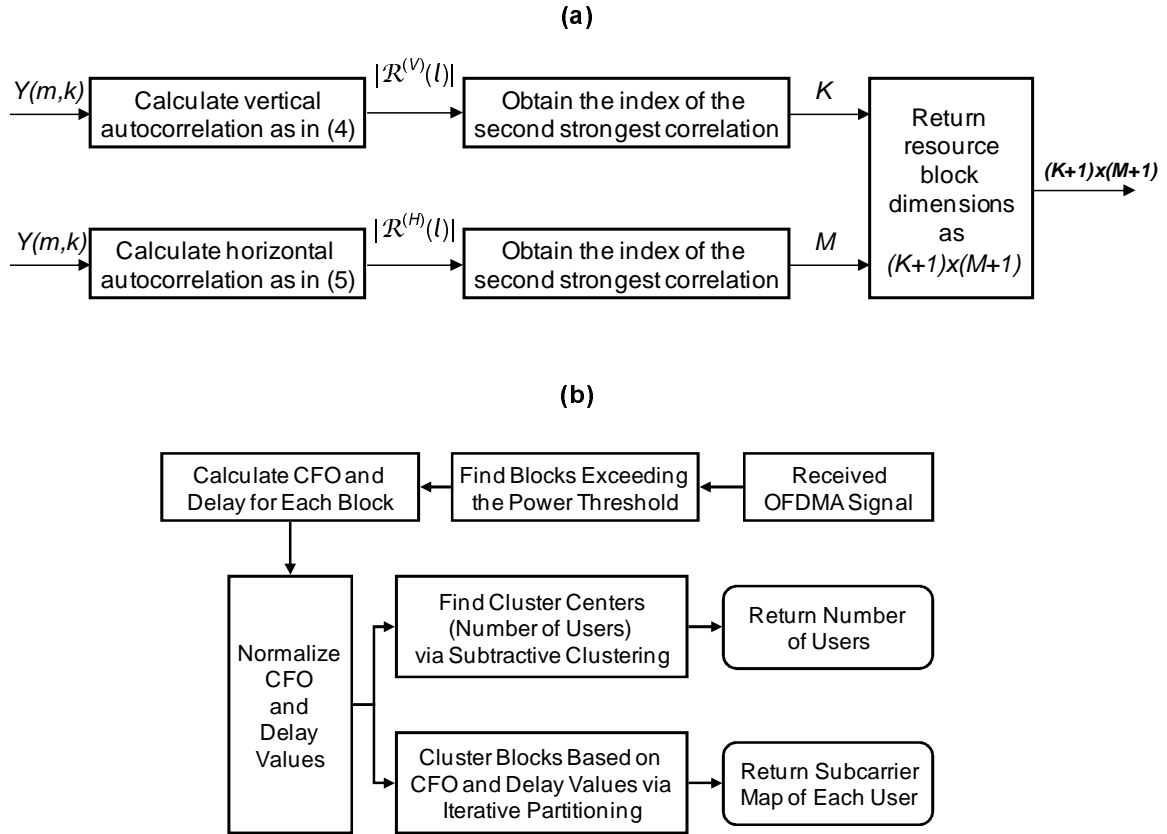 (a)
Y(m,k)
Calculate vertical
autocorrelation as in (4)
|R^(V)(l)|
Obtain the index of the
second strongest correlation
K
Return
resource
block
dimensions
as
(K+1)x(M+1)
(K+1)x(M+1)
Y(m,k)
Calculate horizontal
autocorrelation as in (5)
|R^(H)(l)|
Obtain the index of the
second strongest correlation
M
(b)
Calculate CFO and
Delay for Each Block
Find Blocks Exceeding
the Power Threshold
Received
OFDMA Signal
Normalize
CFO
and
Delay
Values
Find Cluster Centers
(Number of Users)
via Subtractive Clustering
Return Number
of Users
Cluster Blocks Based on
CFO and Delay Values via
Iterative Partitioning
Return Subcarrier
Map of Each User